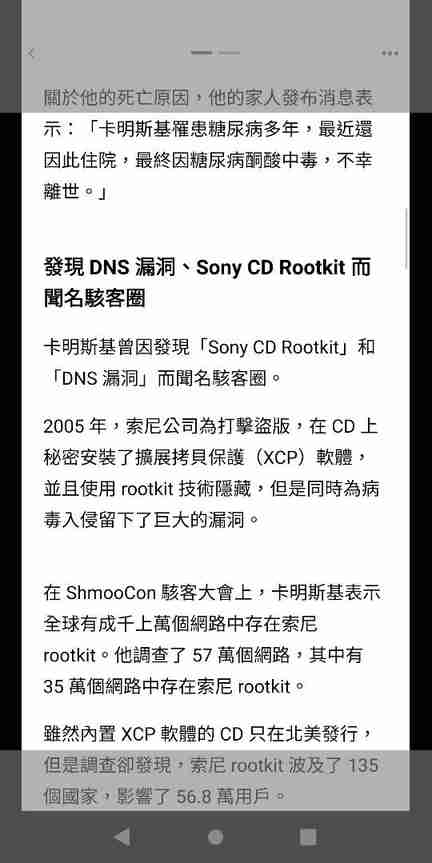 關於他的死亡原因，他的家人發布消息表
示：「卡明斯基罹患糖尿病多年，最近還
因此住院，最終因糖尿病酮酸中毒，不幸
離世。」
發現 DNS 漏洞、Sony CD Rootkit 而
聞名駭客圈
卡明斯基曾因發現「Sony CD Rootkit」和
「DNS 漏洞」而聞名駭客圈。
2005 年，索尼公司為打擊盜版，在 CD 上
秘密安裝了擴展拷貝保護（XCP）軟體，
並且使用 rootkit 技術隱藏，但是同時為病
毒入侵留下了巨大的漏洞。
在 ShmooCon 駭客大會上，卡明斯基表示
全球有成千上萬個網路中存在索尼
rootkit。他調查了 57 萬個網路，其中有
35 萬個網路中存在索尼 rootkit。
雖然內置 XCP 軟體的 CD 只在北美發行，
但是調查卻發現，索尼 rootkit 波及了 135
個國家，影響了 56.8 萬用戶。